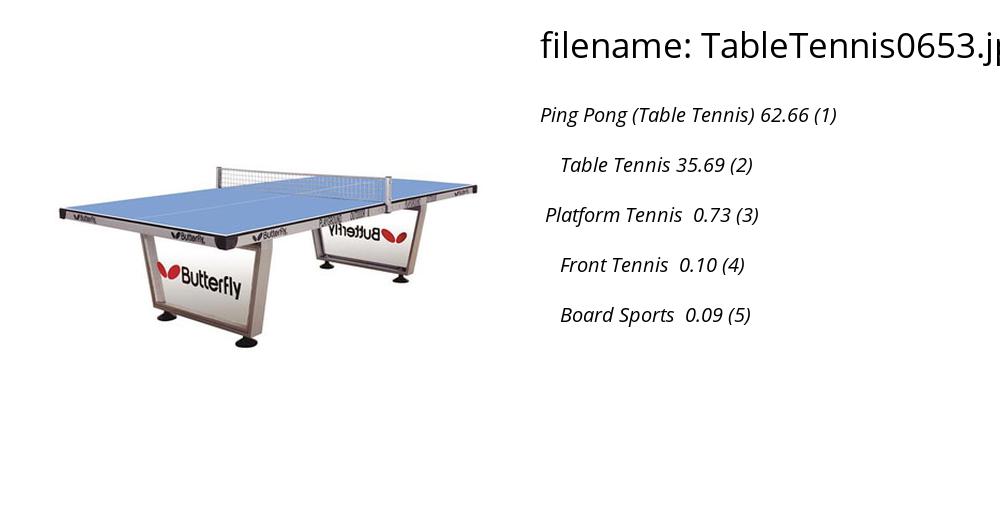 filename: TableTennis0653.jp
Ping Pong (Table Tennis) 62.66 (1)
Table Tennis 35.69 (2)
Platform Tennis 0.73 (3)
Front Tennis 0.10 (4)
Board Sports 0.09 (5)
Butterfly
Butterfly
Butterfly
Butterfly
Butterfly